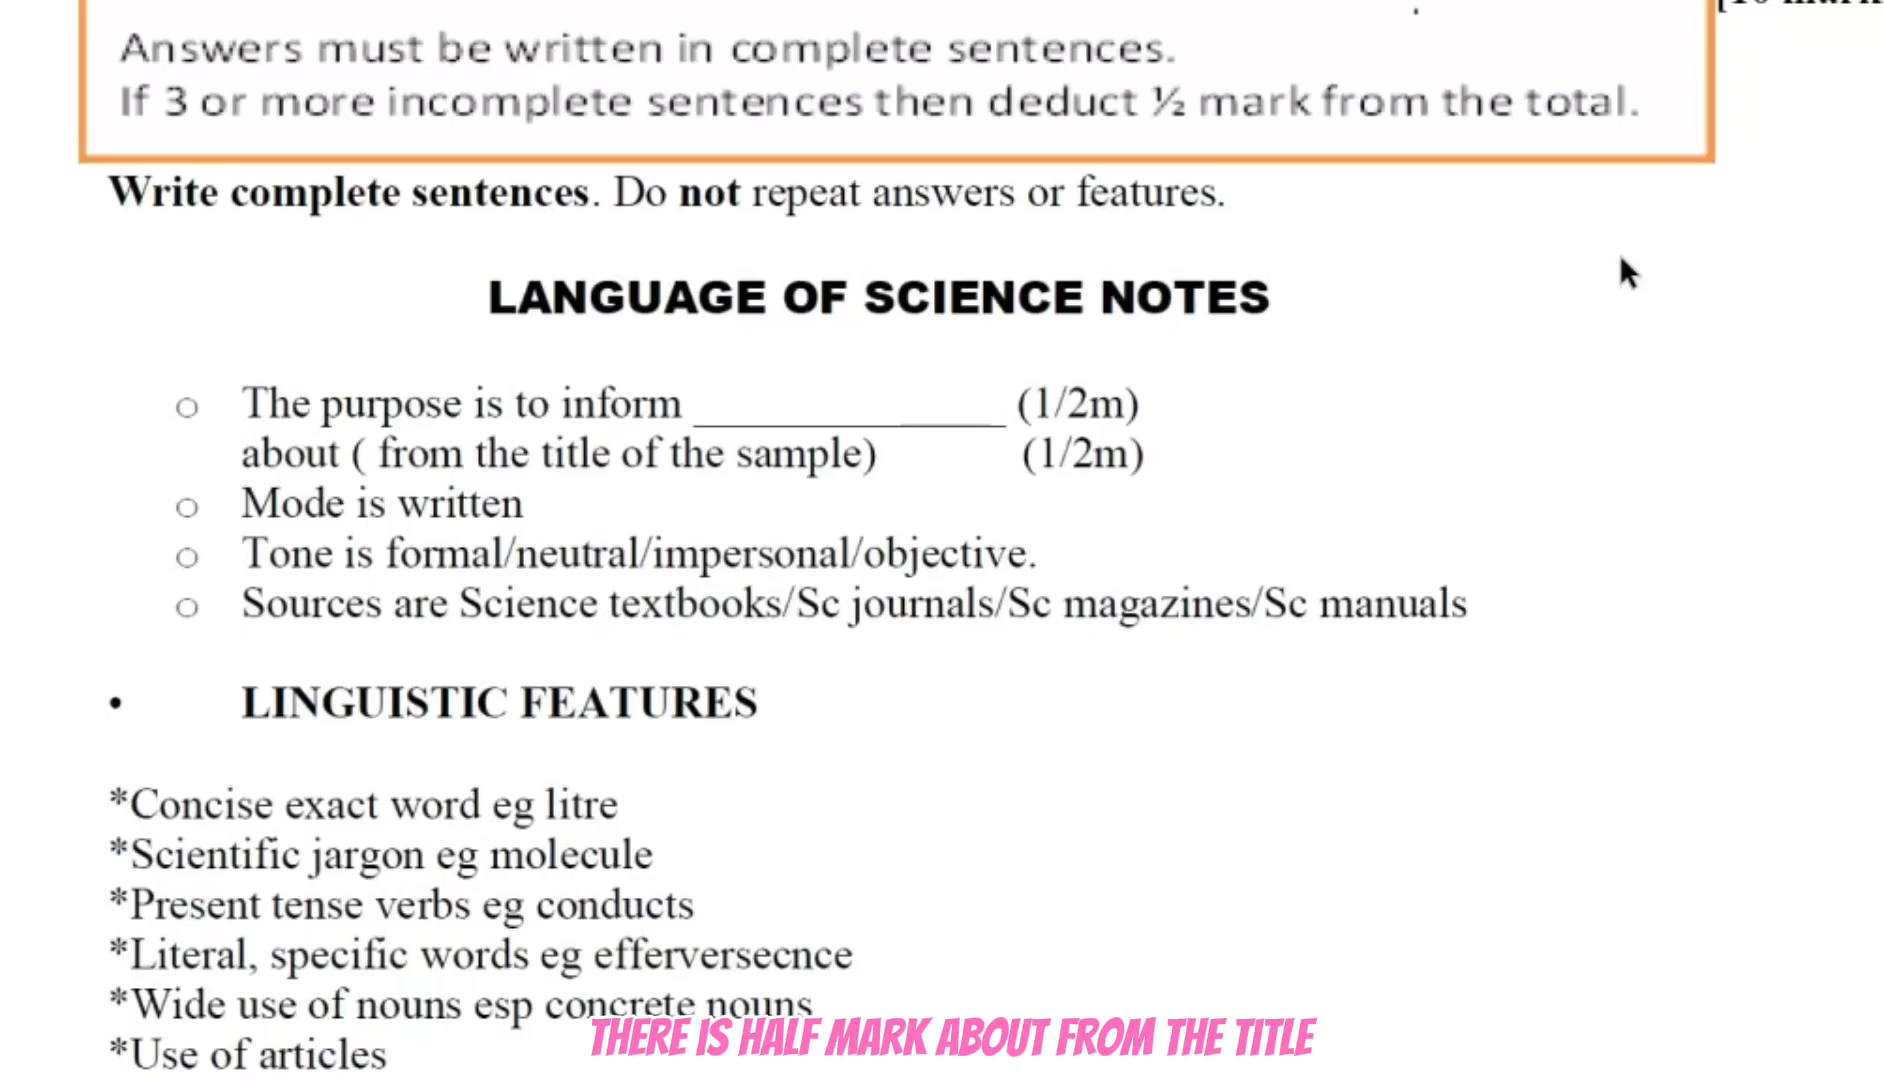 Answers must be written in complete sentences.
If 3 or more incomplete sentences then deduct ½ mark from the total.
Write complete sentences. Do not repeat answers or features.
LANGUAGE OF SCIENCE NOTES
o The purpose is to inform ______________ (1/2m)
about ( from the title of the sample) (1/2m)
o Mode is written
o Tone is formal/neutral/impersonal/objective.
o Sources are Science textbooks/Sc journals/Sc magazines/Sc manuals
• LINGUISTIC FEATURES
*Concise exact word eg litre
*Scientific jargon eg molecule
*Present tense verbs eg conducts
*Literal, specific words eg efferversecnce
*Wide use of nouns esp concrete nouns
*Use of articles
THERE IS HALF MARK ABOUT FROM THE TITLE